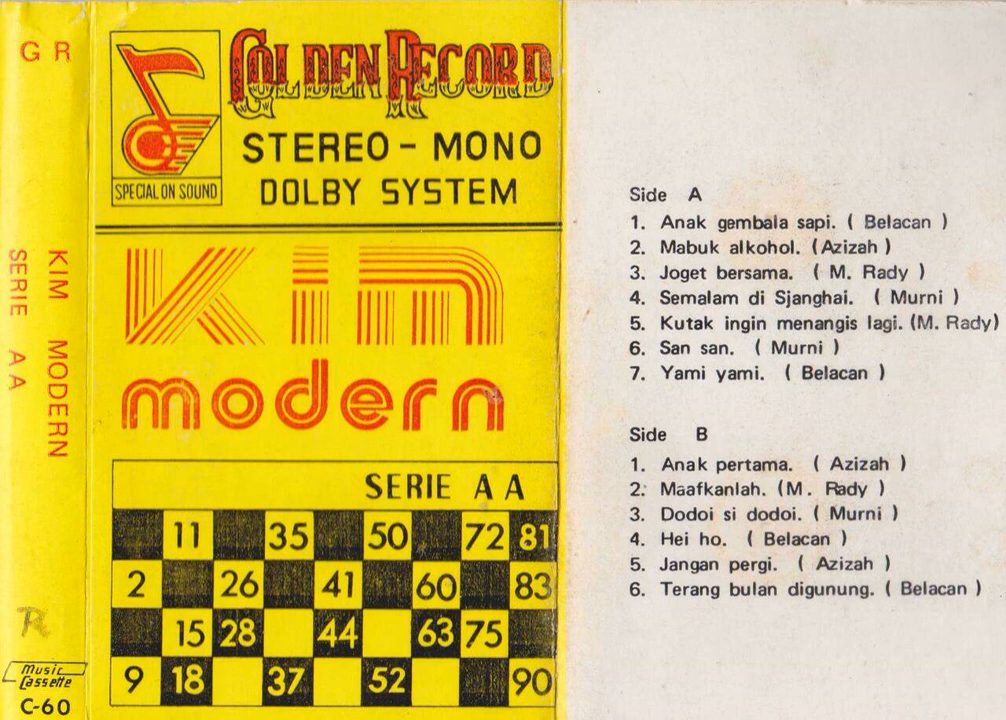 G R
KIM MODERN
SERIE A A
Music
Cassette
C-60
GOLDEN RECORD
SPECIAL ON SOUND
STEREO - MONO
DOLBY SYSTEM
kim
modern
SERIE A A
11 35 50 72 81
2 26 41 60 83
15 28 44 63 75
9 18 37 52 90
Side A
1. Anak gembala sapi. ( Belacan )
2. Mabuk alkohol. (Azizah )
3. Joget bersama. ( M. Rady )
4. Semalam di Sjanghai. ( Murni )
5. Kutak ingin menangis lagi. (M. Rady)
6. San san. ( Murni )
7. Yami yami. ( Belacan )
Side B
1. Anak pertama. ( Azizah )
2. Maafkanlah. (M. Rady )
3. Dodoi si dodoi. ( Murni )
4. Hei ho. ( Belacan )
5. Jangan pergi. ( Azizah )
6. Terang bulan digunung. ( Belacan )